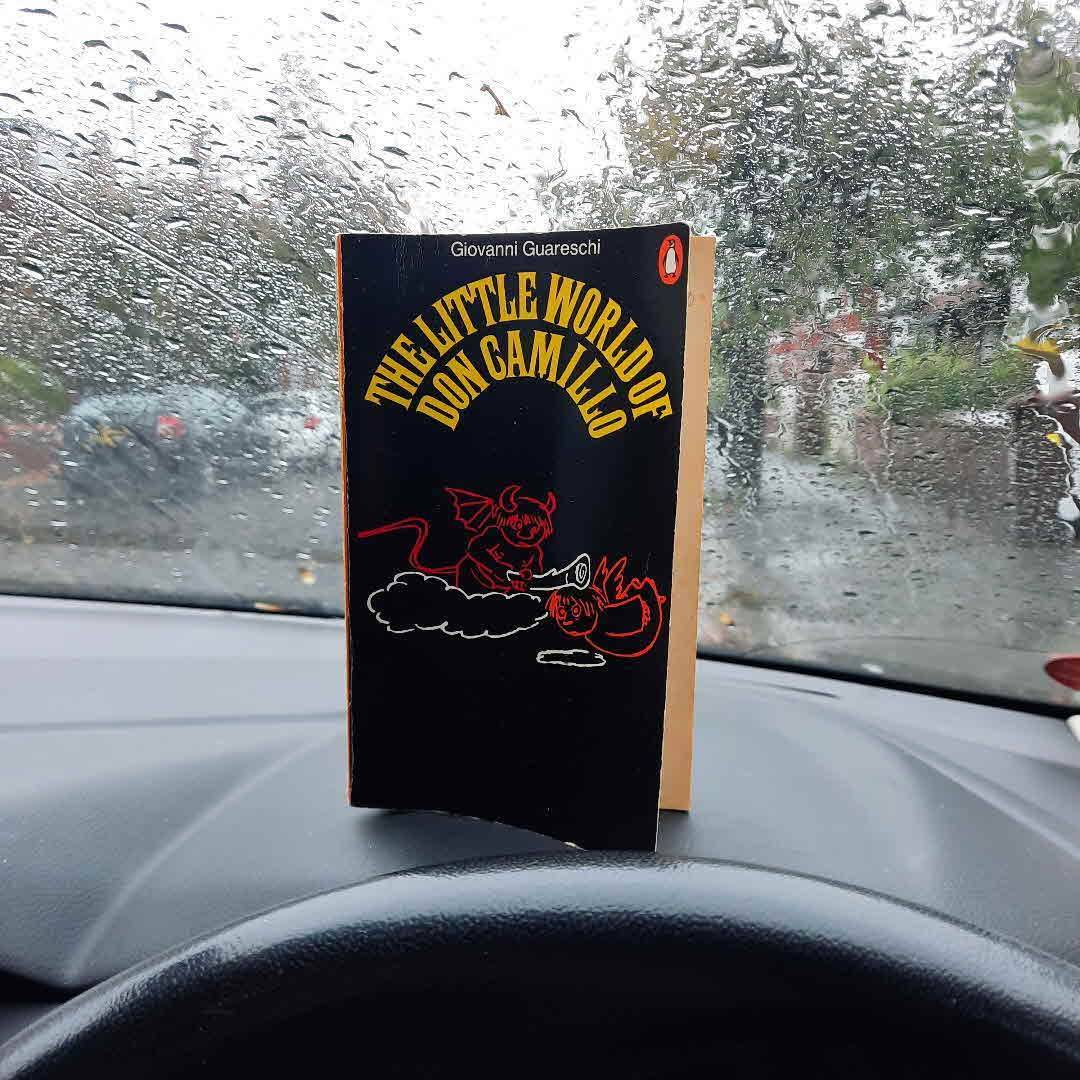 Giovanni Guareschi
THE LITTLE WORLD OF
DON CAMILLO